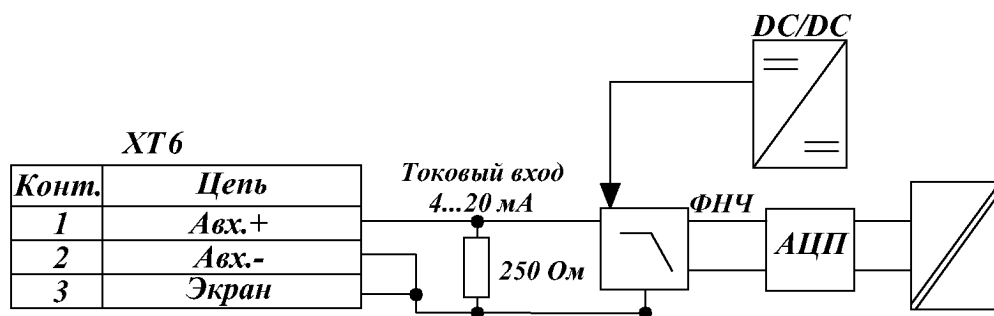 DC/DC
XT6
Конт. Цепь
1 Авх.+
2 Авх.-
3 Экран
Токовый вход
4...20 мА
250 Ом
ФНЧ
АЦП